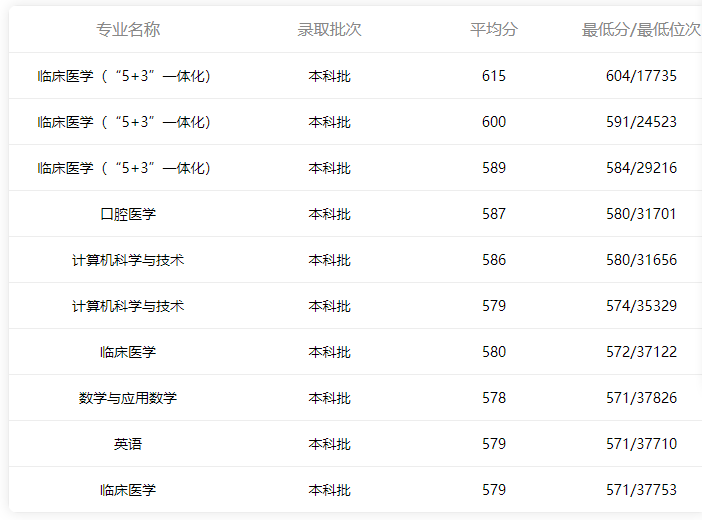 专业名称 录取批次 平均分 最低分/最低位次
临床医学（“5+3”一体化） 本科批 615 604/17735
临床医学（“5+3”一体化） 本科批 600 591/24523
临床医学（“5+3”一体化） 本科批 589 584/29216
口腔医学 本科批 587 580/31701
计算机科学与技术 本科批 586 580/31656
计算机科学与技术 本科批 579 574/35329
临床医学 本科批 580 572/37122
数学与应用数学 本科批 578 571/37826
英语 本科批 579 571/37710
临床医学 本科批 579 571/37753